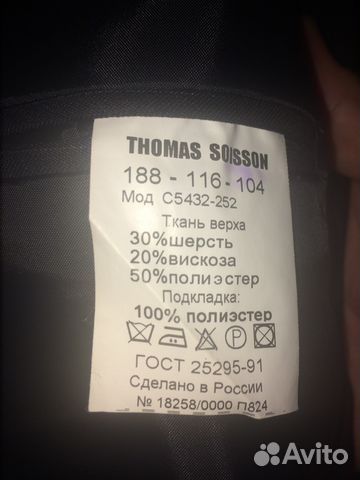 THOMAS SOISSON
188 - 116 - 104
Мод С5432-252
Ткань верха
30%шерсть
20%вискоза
50%полиэстер
Подкладка:
100% полиэстер
P
ГОСТ 25295-91
Сделано в России
№ 18258/0000 П824
Avito